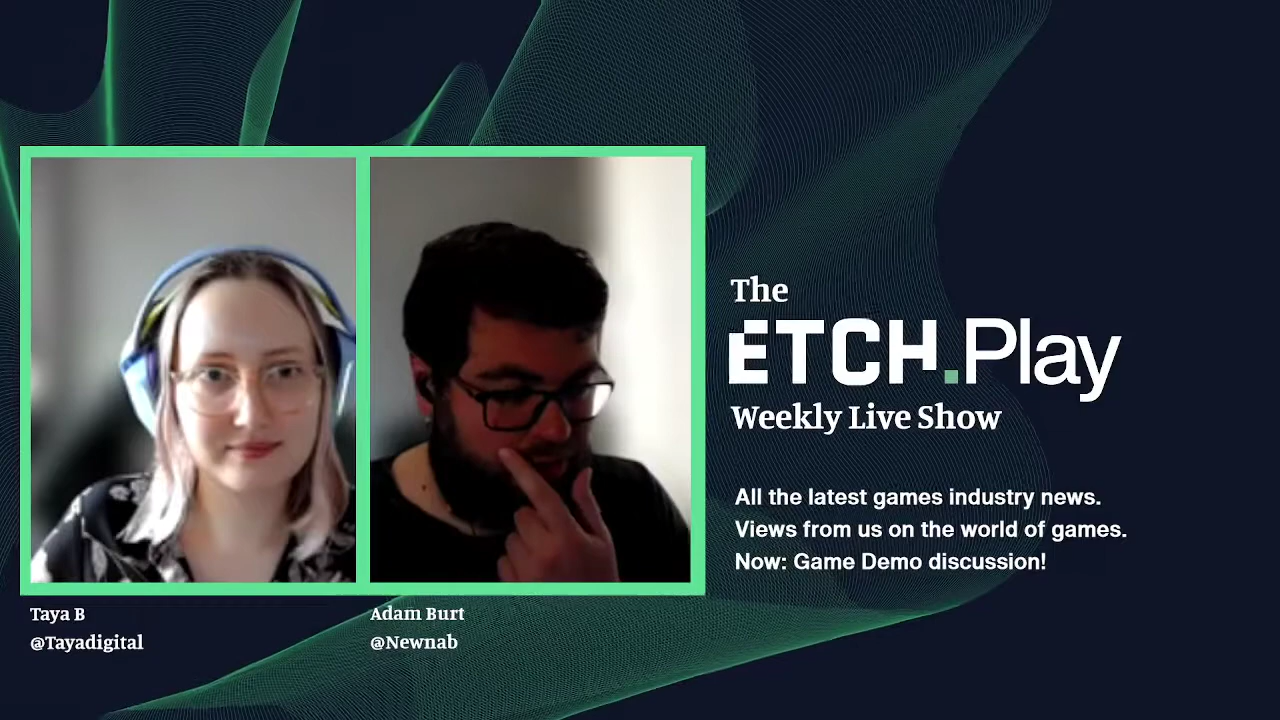 The
ETCH.Play
Weekly Live Show
All the latest games industry news.
Views from us on the world of games.
Now: Game Demo discussion!
Taya B
@Tayadigital
Adam Burt
@Newnab